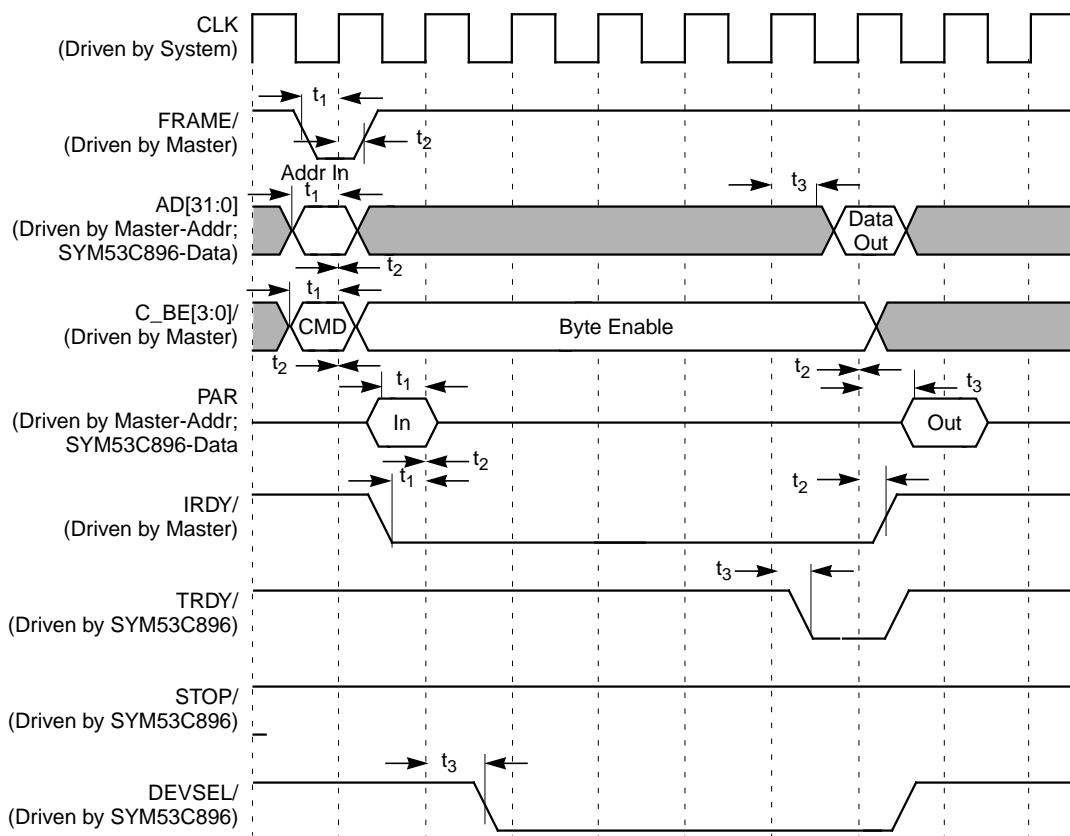 CLK
(Driven by System)
t1
FRAME/
(Driven by Master)
t2
Addr In
t1
t3
AD[31:0]
(Driven by Master-Addr;
SYM53C896-Data)
Data
Out
t2
t1
C_BE[3:0]/
(Driven by Master)
CMD
Byte Enable
t2
t2
t1
t3
PAR
(Driven by Master-Addr;
SYM53C896-Data
In
Out
t2
t1
t2
IRDY/
(Driven by Master)
t3
TRDY/
(Driven by SYM53C896)
STOP/
(Driven by SYM53C896)
t3
DEVSEL/
(Driven by SYM53C896)